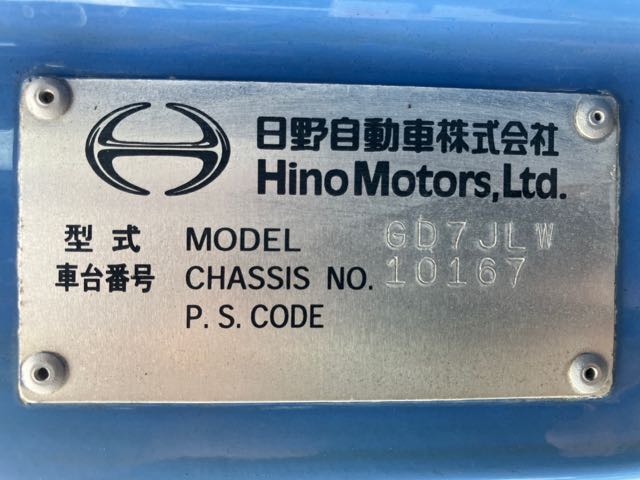 日野自動車株式会社
Hino Motors, Ltd.
型式 MODEL GD7JLW
車台番号 CHASSIS NO. 10167
P. S. CODE